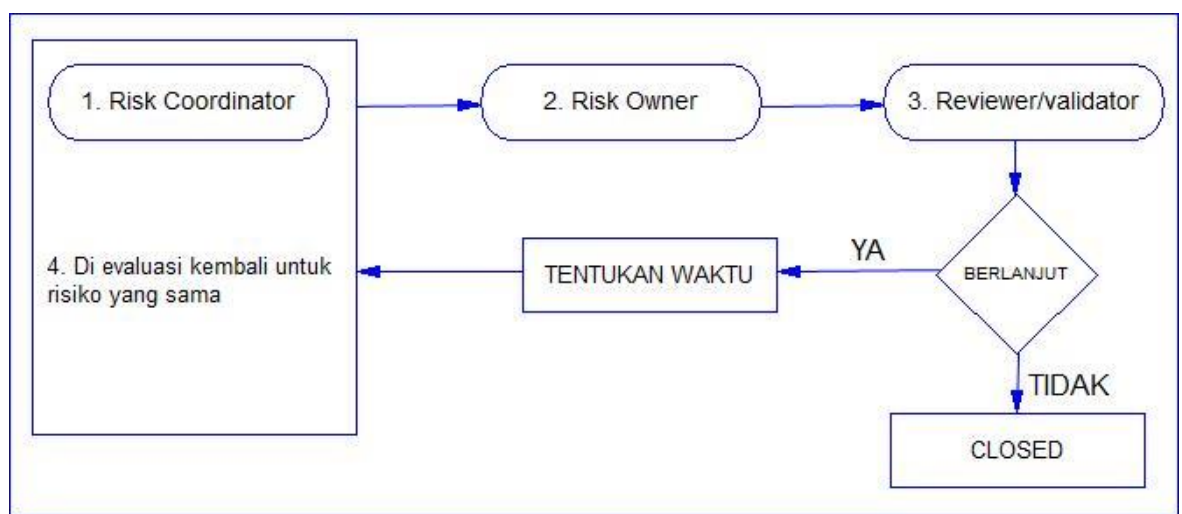 1. Risk Coordinator
2. Risk Owner
3. Reviewer/validator
4. Di evaluasi kembali untuk
risiko yang sama
TENTUKAN WAKTU
YA
BERLANJUT
TIDAK
CLOSED